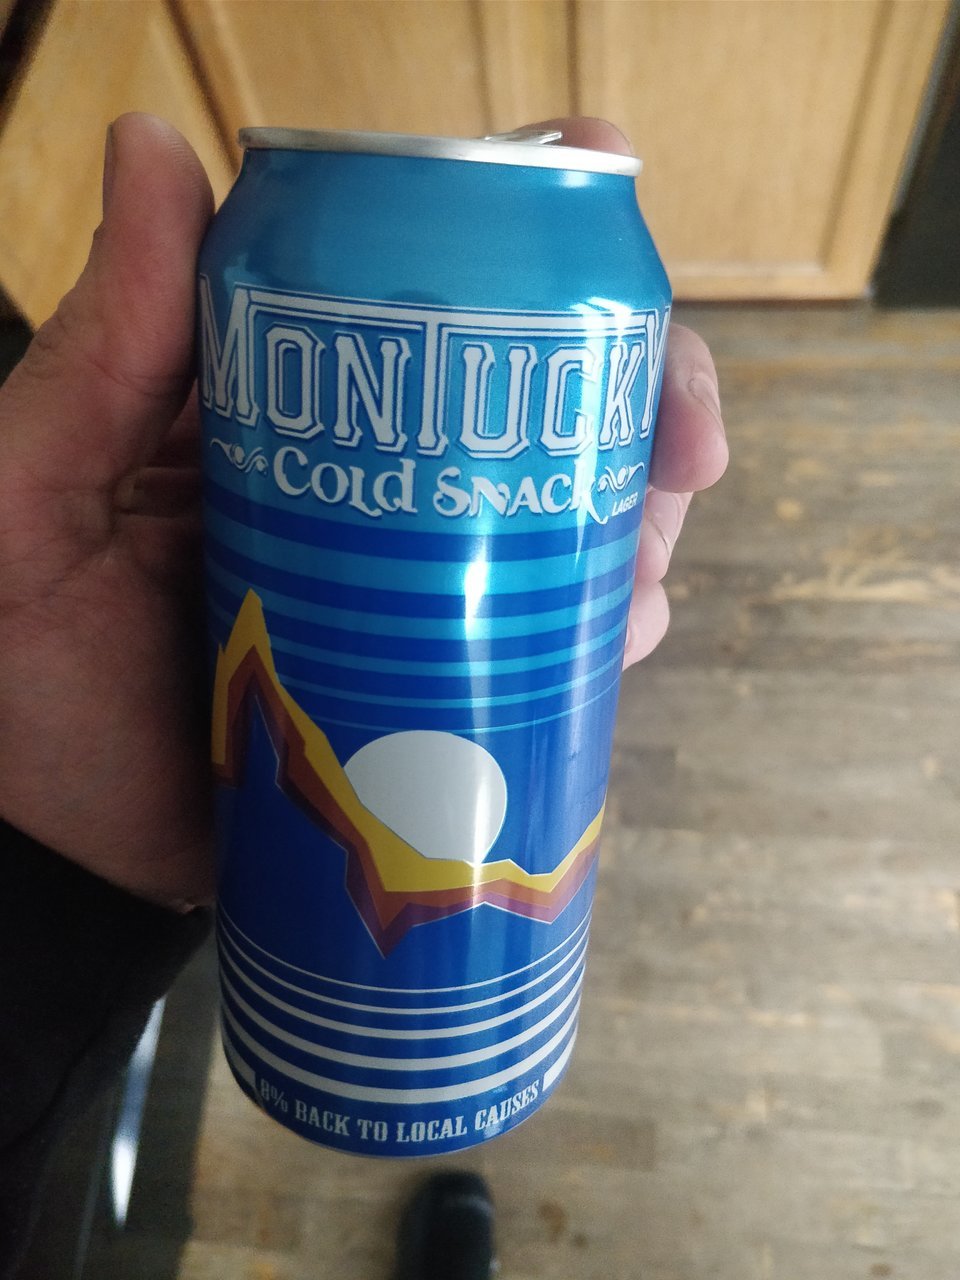 MONTUCKY
Cold SNACK
LAGER
8% BACK TO LOCAL CAUSES